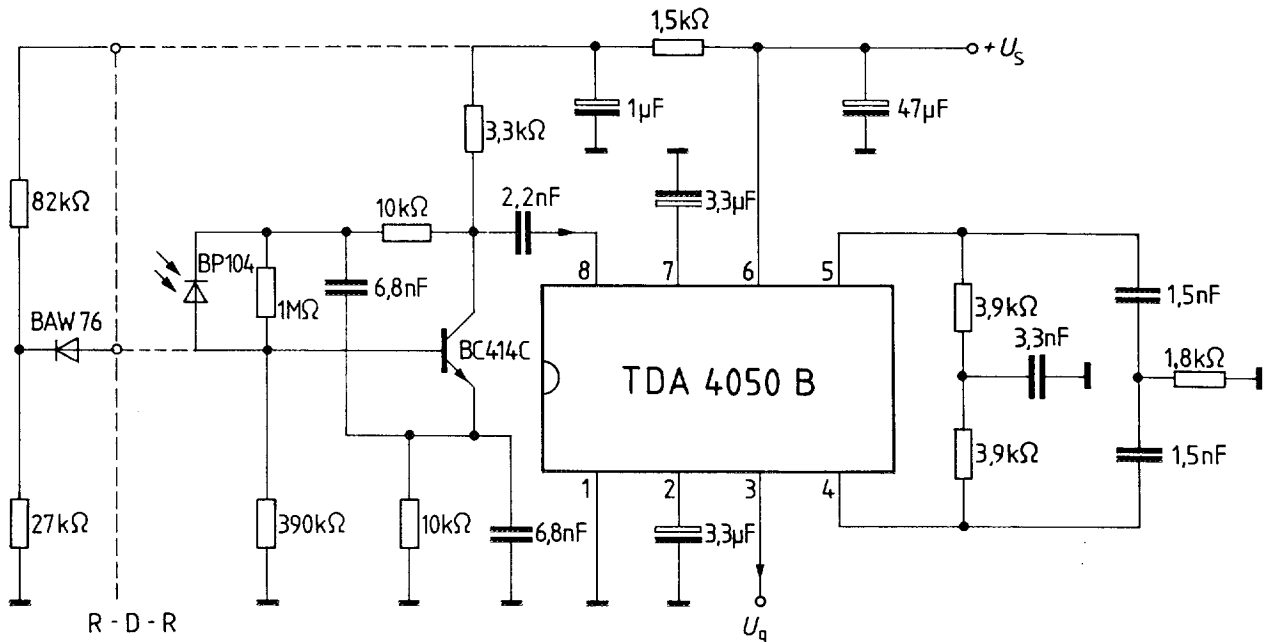 1,5kΩ
+ U_S
1µF
47µF
3,3kΩ
82kΩ
10kΩ
2,2nF
3,3µF
BP104
1MΩ
6,8nF
8
7
6
5
3,9kΩ
1,5nF
BAW 76
BC414C
3,3nF
1,8kΩ
TDA 4050 B
3,9kΩ
1,5nF
1
2
3
4
27kΩ
390kΩ
10kΩ
6,8nF
3,3µF
R - D - R
U_q